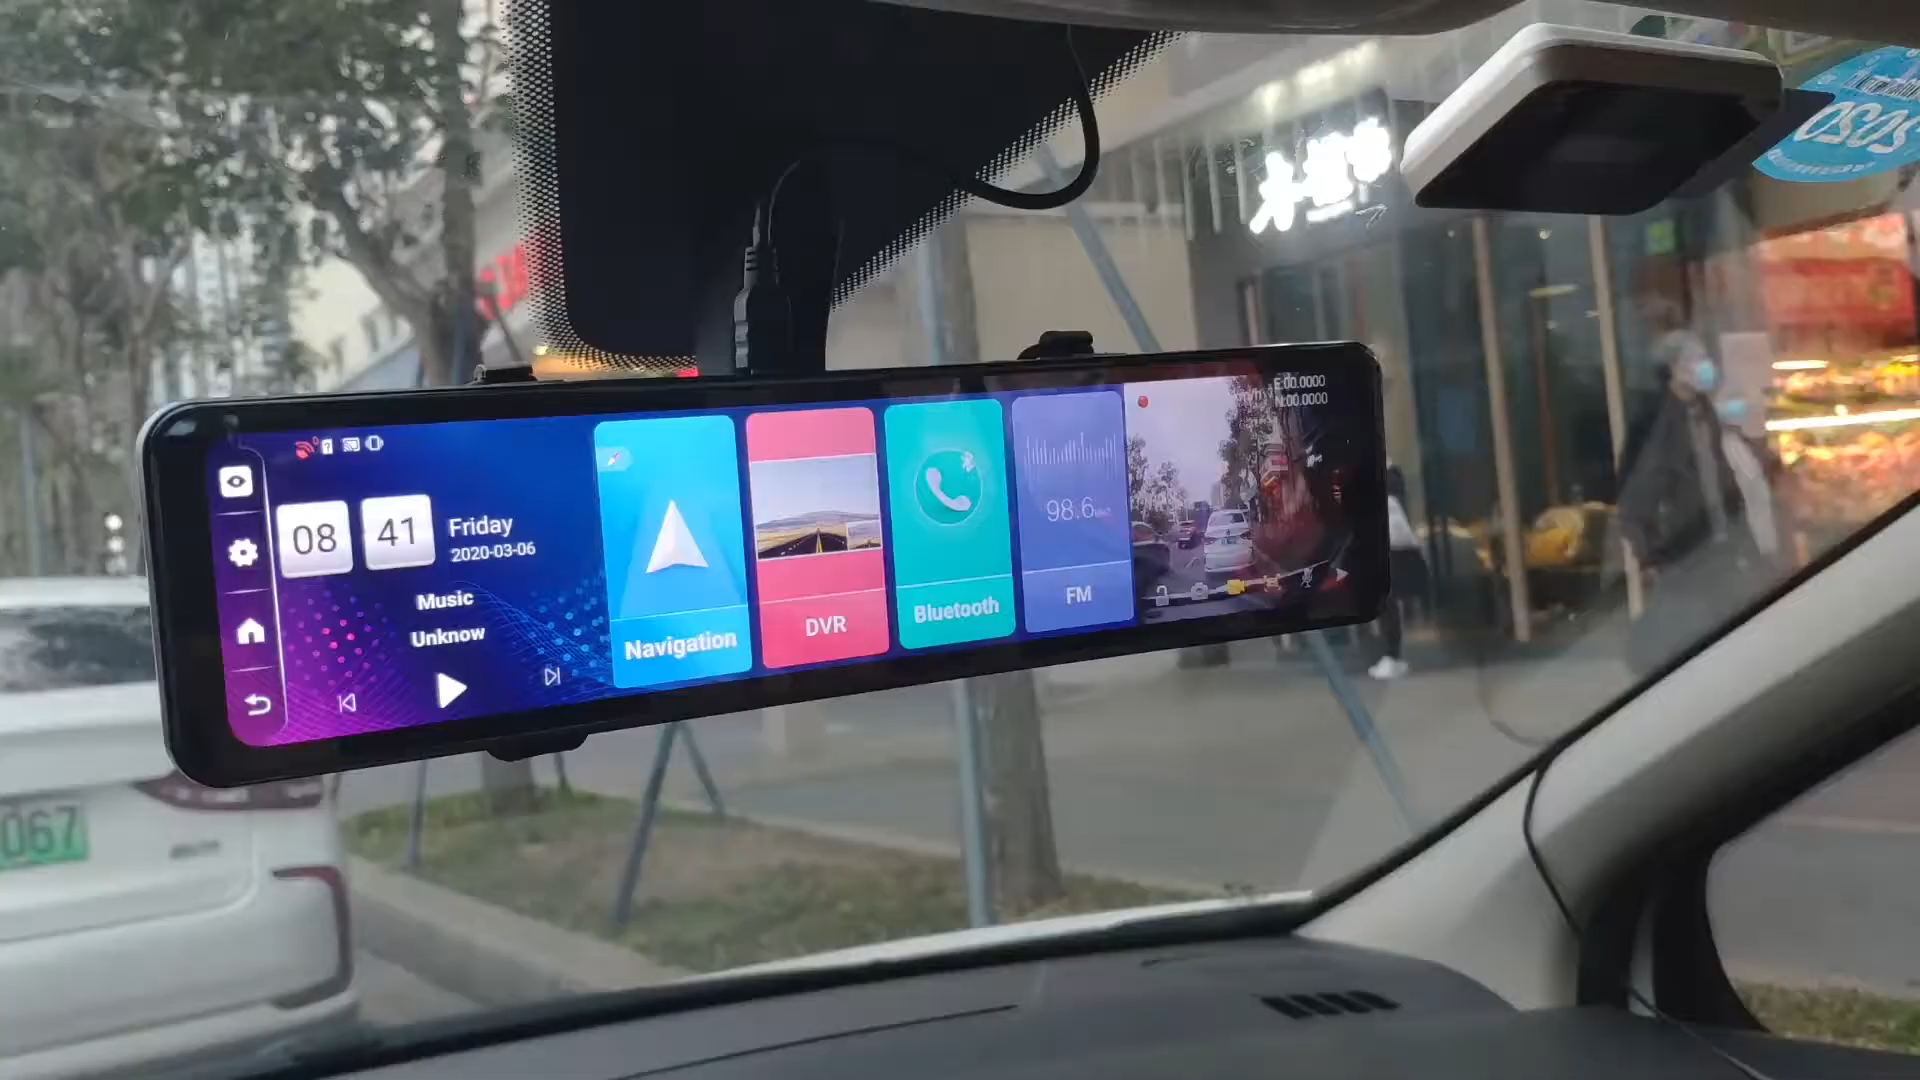 08 41
Friday
2020-03-06
Music
Unknow
Navigation
DVR
Bluetooth
98.6
FM
E:00.0000
N:00.0000
067